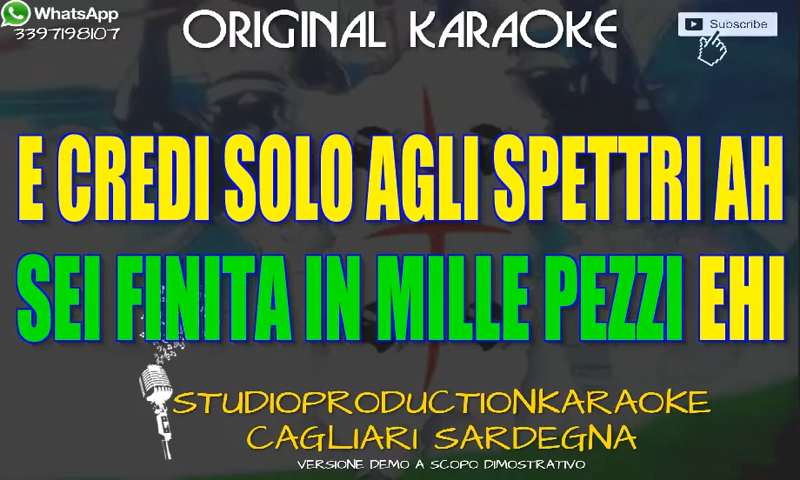 WhatsApp
3397198107
ORIGINAL KARAOKE
Subscribe
E CREDI SOLO AGLI SPETTRI AH
SEI FINITA IN MILLE PEZZI EHI
STUDIOPRODUCTIONKARAOKE
CAGLIARI SARDEGNA
VERSIONE DEMO A SCOPO DIMOSTRATIVO